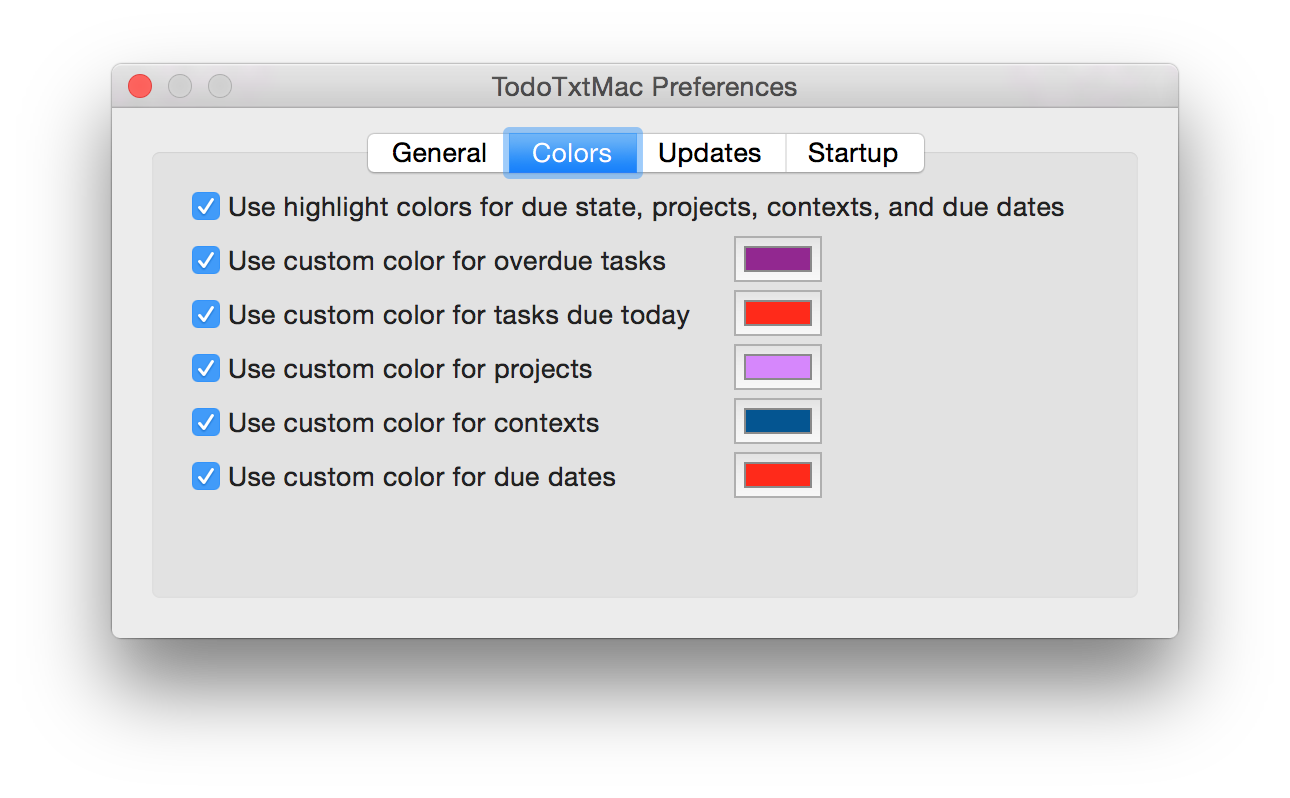 TodoTxtMac Preferences
General Colors Updates Startup
Use highlight colors for due state, projects, contexts, and due dates
Use custom color for overdue tasks
Use custom color for tasks due today
Use custom color for projects
Use custom color for contexts
Use custom color for due dates